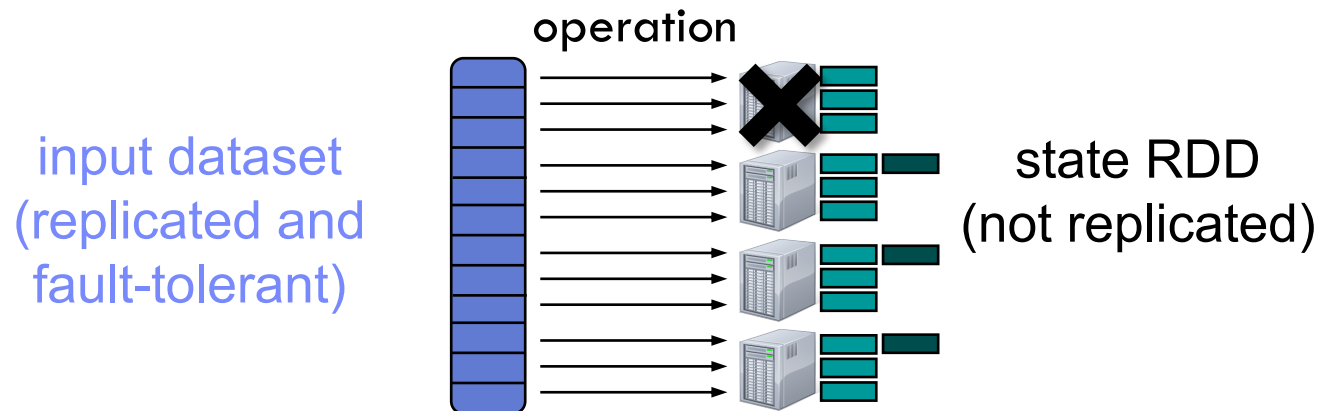 operation
input dataset
(replicated and
fault-tolerant)
state RDD
(not replicated)